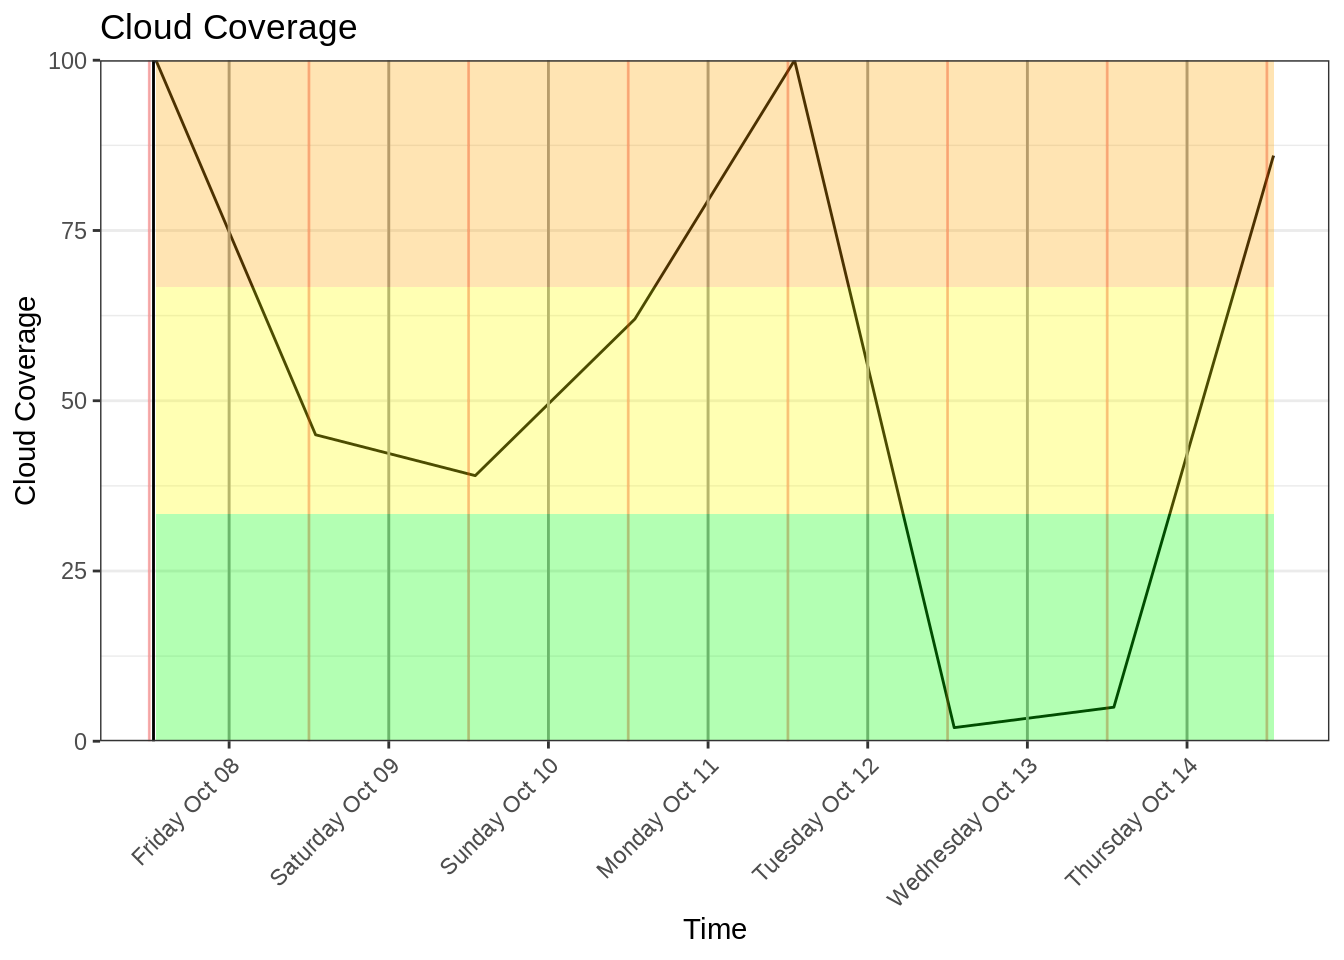 Cloud Coverage
100
75
50
25
0
Cloud Coverage
Friday Oct 08
Saturday Oct 09
Sunday Oct 10
Monday Oct 11
Tuesday Oct 12
Wednesday Oct 13
Thursday Oct 14
Time